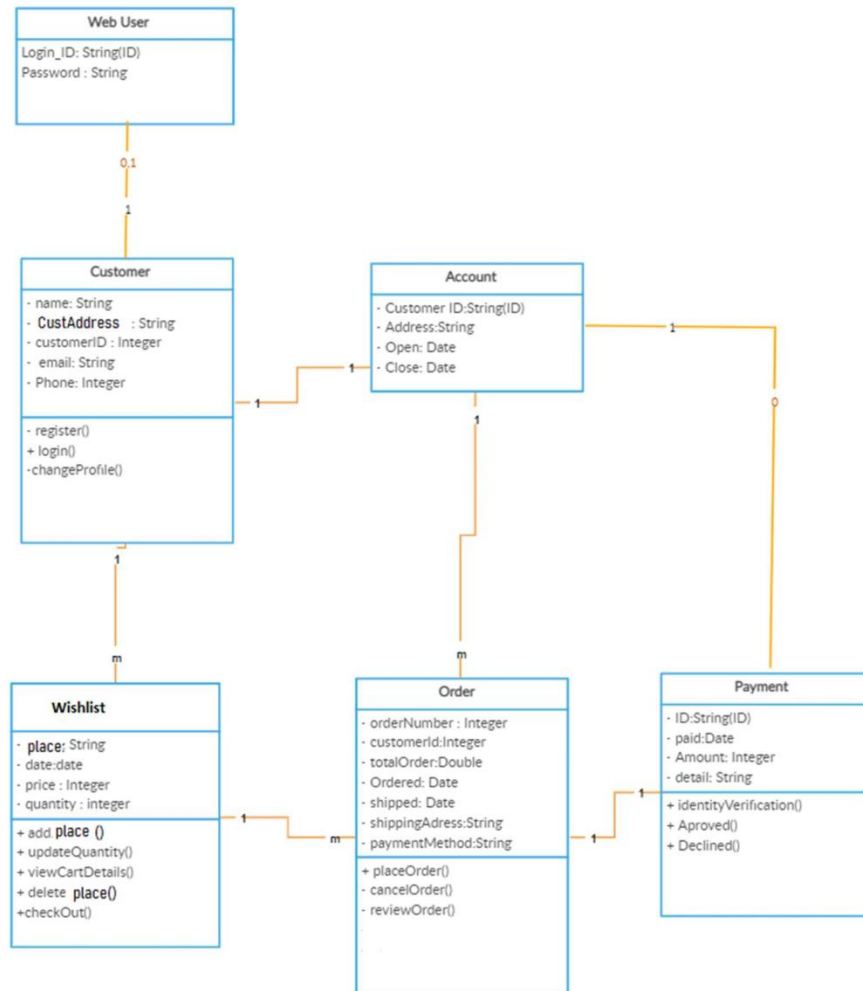 Web User
Login_ID: String(ID)
Password : String
0,1
1
Customer
- name: String
- CustAddress : String
- customerID : Integer
- email: String
- Phone: Integer
- register()
+ login()
-changeProfile()
Account
- Customer ID:String(ID)
- Address:String
- Open: Date
- Close: Date
1
1
1
0
1
1
m
m
Wishlist
- place: String
- date:date
- price : Integer
- quantity : integer
+ add place ()
+ updateQuantity()
+ viewCartDetails()
+ delete place()
+checkOut()
1
m
Order
- orderNumber : Integer
- customerId:Integer
- totalOrder:Double
- Ordered: Date
- shipped: Date
- shippingAdress:String
- paymentMethod:String
+ placeOrder()
- cancelOrder()
- reviewOrder()
1
1
Payment
- ID:String(ID)
- paid:Date
- Amount: Integer
- detail: String
+ identityVerification()
+ Aproved()
+ Declined()